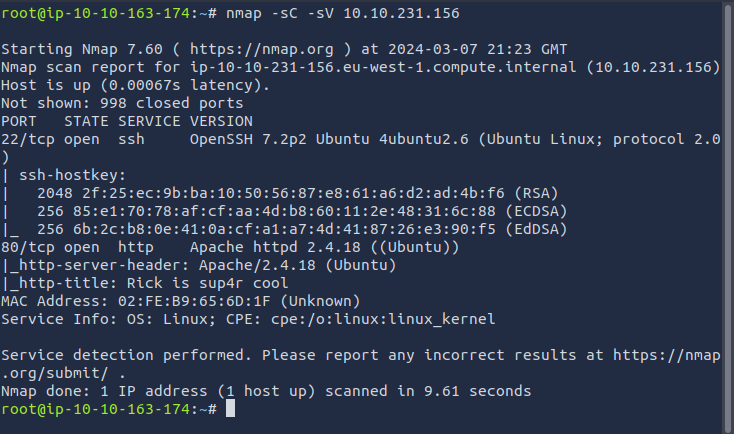 root@ip-10-10-163-174:~# nmap -sC -sV 10.10.231.156
Starting Nmap 7.60 ( https://nmap.org ) at 2024-03-07 21:23 GMT
Nmap scan report for ip-10-10-231-156.eu-west-1.compute.internal (10.10.231.156)
Host is up (0.00067s latency).
Not shown: 998 closed ports
PORT   STATE SERVICE VERSION
22/tcp open  ssh     OpenSSH 7.2p2 Ubuntu 4ubuntu2.6 (Ubuntu Linux; protocol 2.0
)
| ssh-hostkey:
|   2048 2f:25:ec:9b:ba:10:50:56:87:e8:61:a6:d2:ad:4b:f6 (RSA)
|   256 85:e1:70:78:af:cf:aa:4d:b8:60:11:2e:48:31:6c:88 (ECDSA)
|_  256 6b:2c:b8:0e:41:0a:cf:a1:a7:4d:41:87:26:e3:90:f5 (EdDSA)
80/tcp open  http    Apache httpd 2.4.18 ((Ubuntu))
|_http-server-header: Apache/2.4.18 (Ubuntu)
|_http-title: Rick is sup4r cool
MAC Address: 02:FE:B9:65:6D:1F (Unknown)
Service Info: OS: Linux; CPE: cpe:/o:linux:linux_kernel
Service detection performed. Please report any incorrect results at https://nmap
.org/submit/ .
Nmap done: 1 IP address (1 host up) scanned in 9.61 seconds
root@ip-10-10-163-174:~#